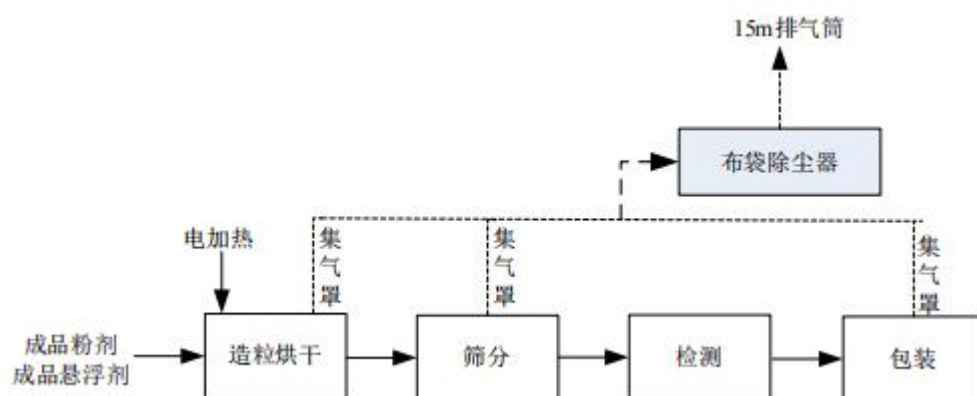 15m排气筒
布袋除尘器
电加热
集气罩
集气罩
集气罩
成品粉剂
成品悬浮剂
造粒烘干
筛分
检测
包装